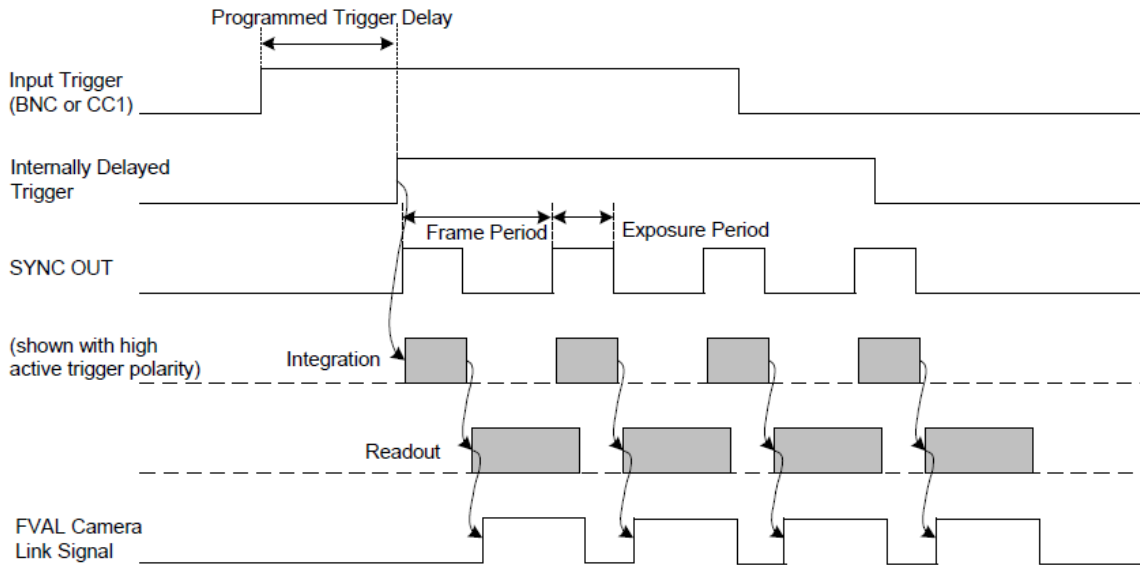 Programmed Trigger Delay
Input Trigger
(BNC or CC1)
Internally Delayed
Trigger
Frame Period
Exposure Period
SYNC OUT
(shown with high
active trigger polarity)
Integration
Readout
FVAL Camera
Link Signal